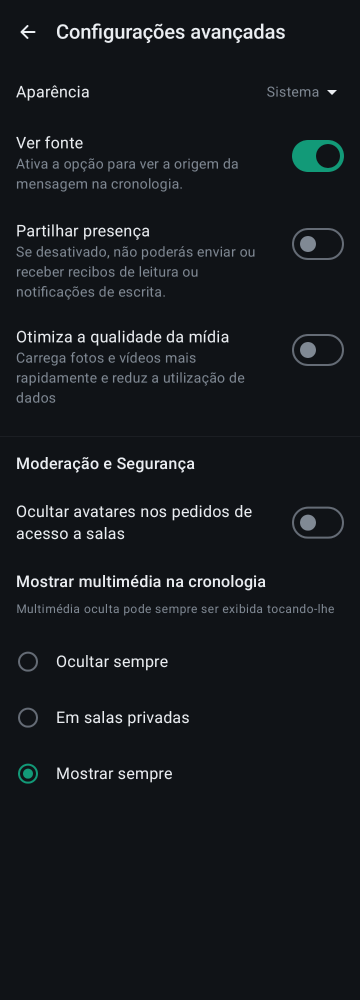 Configurações avançadas
Aparência
Sistema
Ver fonte
Ativa a opção para ver a origem da
mensagem na cronologia.
Partilhar presença
Se desativado, não poderás enviar ou
receber recibos de leitura ou
notificações de escrita.
Otimiza a qualidade da mídia
Carrega fotos e vídeos mais
rapidamente e reduz a utilização de
dados
Moderação e Segurança
Ocultar avatares nos pedidos de
acesso a salas
Mostrar multimédia na cronologia
Multimédia oculta pode sempre ser exibida tocando-lhe
Ocultar sempre
Em salas privadas
Mostrar sempre